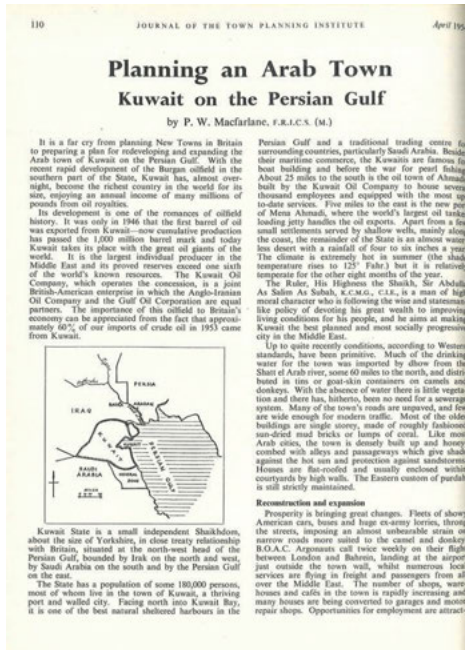 110
JOURNAL OF THE TOWN PLANNING INSTITUTE
April 195
Planning an Arab Town
Kuwait on the Persian Gulf
by P. W. Macfarlane, F.R.I.C.S. (M.)
It is a far cry from planning New Towns in Britain
to preparing a plan for redeveloping and expanding the
Arab town of Kuwait on the Persian Gulf. With the
recent rapid development of the Burgan oilfield in the
southern part of the State, Kuwait has, almost over-
night, become the richest country in the world for its
size, enjoying an annual income of many millions of
pounds from oil royalties.
Its development is one of the romances of oilfield
history. It was only in 1946 that the first barrel of oil
was exported from Kuwait—now cumulative production
has passed the 1,000 million barrel mark and today
Kuwait takes its place with the great oil giants of the
world. It is the largest individual producer in the
Middle East and its proved reserves exceed one sixth
of the world's known resources. The Kuwait Oil
Company, which operates the concession, is a joint
British-American enterprise in which the Anglo-Iranian
Oil Company and the Gulf Oil Corporation are equal
partners. The importance of this oilfield to Britain's
economy can be appreciated from the fact that approxi-
mately 60% of our imports of crude oil in 1953 came
from Kuwait.
PERSIA
IRAQ
KUWAIT
PERSIAN GULF
SAUDI
ARABIA
NEUTRAL
ZONE
Kuwait State is a small independent Shaikhdom,
about the size of Yorkshire, in close treaty relationship
with Britain, situated at the north-west head of the
Persian Gulf, bounded by Irak on the north and west,
by Saudi Arabia on the south and by the Persian Gulf
on the east.
The State has a population of some 180,000 persons,
most of whom live in the town of Kuwait, a thriving
port and walled city. Facing north into Kuwait Bay,
it is one of the best natural sheltered harbours in the
Persian Gulf and a traditional trading centre fo
surrounding countries, particularly Saudi Arabia. Beside
their maritime commerce, the Kuwaitis are famous fo
boat building and before the war for pearl fishin
About 25 miles to the south is the oil town of Ahmad
built by the Kuwait Oil Company to house sever
thousand employees and equipped with the most up
to-date services. Five miles to the east is the new por
of Mena Ahmadi, where the world's largest oil tanke
loading jetty handles the oil exports. Apart from a few
small settlements served by shallow wells, mainly along
the coast, the remainder of the State is an almost water
less desert with a rainfall of four to six inches a year
The climate is extremely hot in summer (the shade
temperature rises to 125° Fahr.) but it is relativel
temperate for the other eight months of the year.
The Ruler, His Highness the Shaikh, Sir Abdulla
As Salim As Subah, K.C.M.G., C.I.E., is a man of high
moral character who is following the wise and statesman
like policy of devoting his great wealth to improving
living conditions for his people, and he aims at making
Kuwait the best planned and most socially progressive
city in the Middle East.
Up to quite recently conditions, according to Western
standards, have been primitive. Much of the drinking
water for the town was imported by dhow from the
Shatt el Arab river, some 60 miles to the north, and distri
buted in tins or goat-skin containers on camels and
donkeys. With the absence of water there is little vegeta
tion and there has, hitherto, been no need for a sewerage
system. Many of the town's roads are unpaved, and few
are wide enough for modern traffic. Most of the older
buildings are single storey, made of roughly fashioned
sun-dried mud bricks or lumps of coral. Like most
Arab cities, the town is densely built up and honey
combed with alleys and passageways which give shade
against the hot sun and protection against sandstorms
Houses are flat-roofed and usually enclosed within
courtyards by high walls. The Eastern custom of purdah
is still strictly maintained.
Reconstruction and expansion
Prosperity is bringing great changes. Fleets of showy
American cars, buses and huge ex-army lorries, throng
the streets, imposing an almost unbearable strain on
narrow roads more suited to the camel and donkey
B.O.A.C. Argonauts call twice weekly on their flight
between London and Bahrein, landing at the airport
just outside the town wall, whilst numerous local
services are flying in freight and passengers from all
over the Middle East. The number of shops, ware
houses and cafés in the town is rapidly increasing and
many houses are being converted to garages and motor
repair shops. Opportunities for employment are attract-